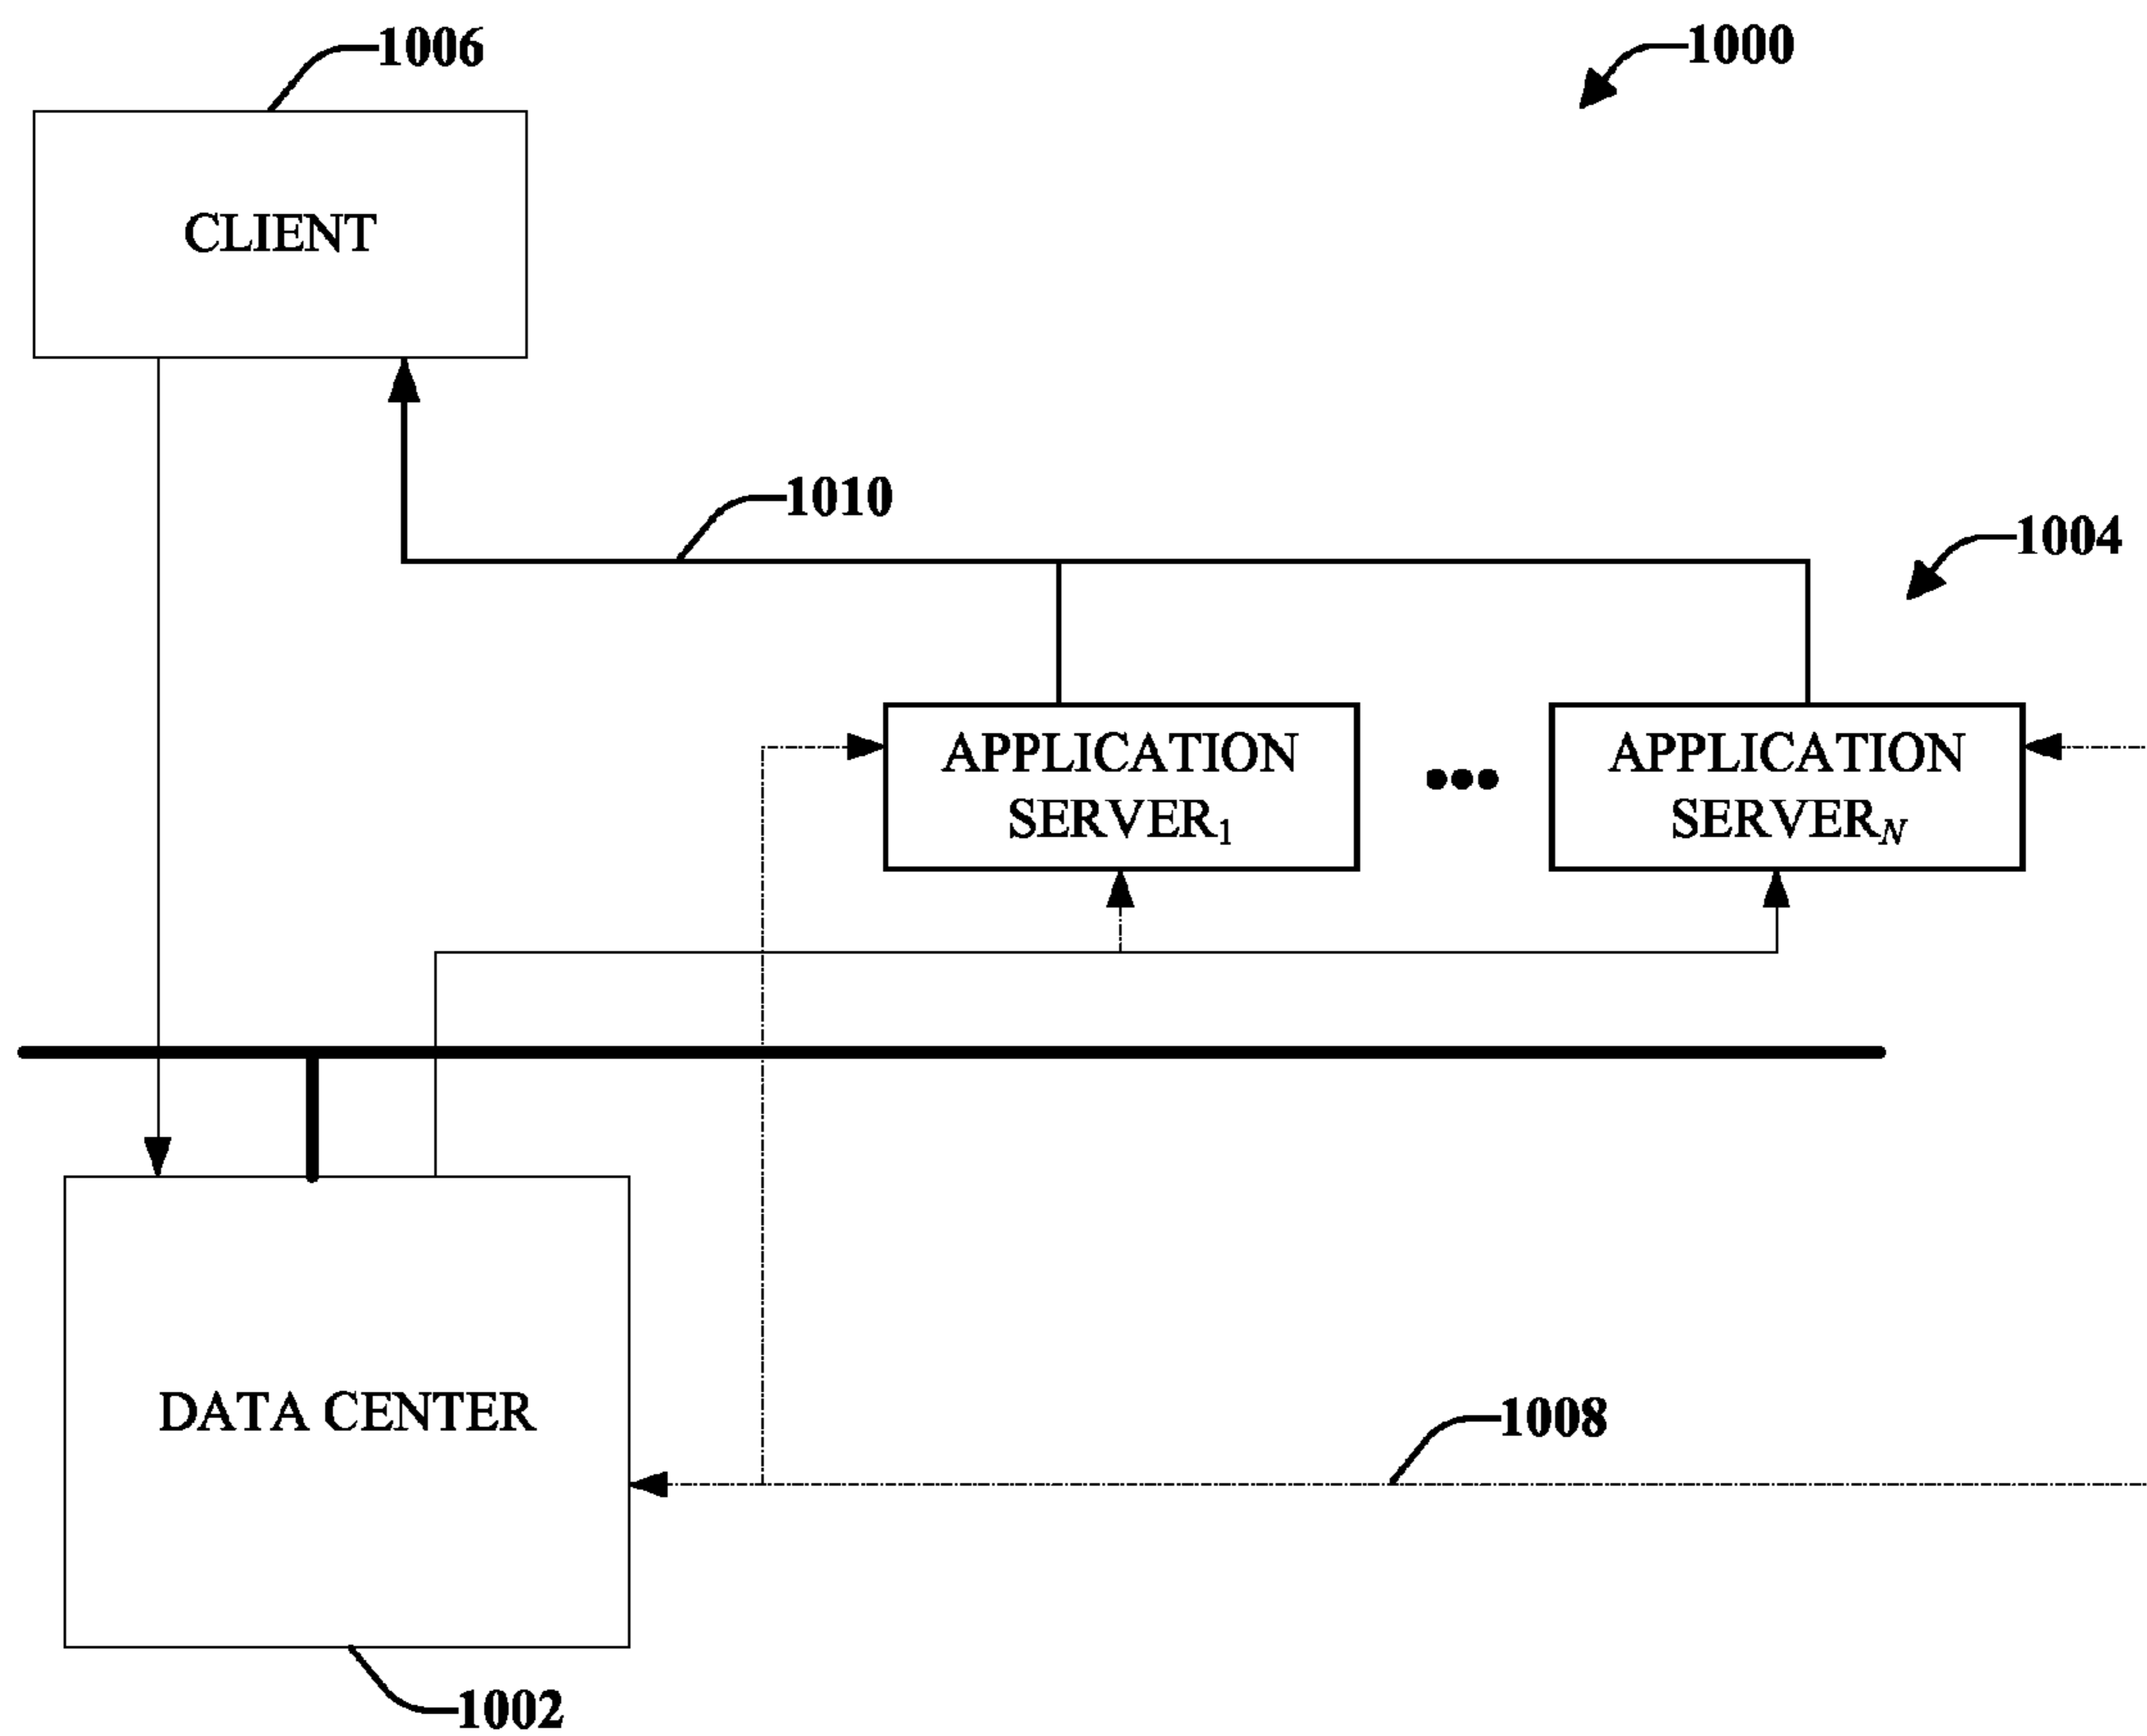 1006
1000
CLIENT
1010
1004
APPLICATION
SERVER1
APPLICATION
SERVERN
DATA CENTER
1008
1002